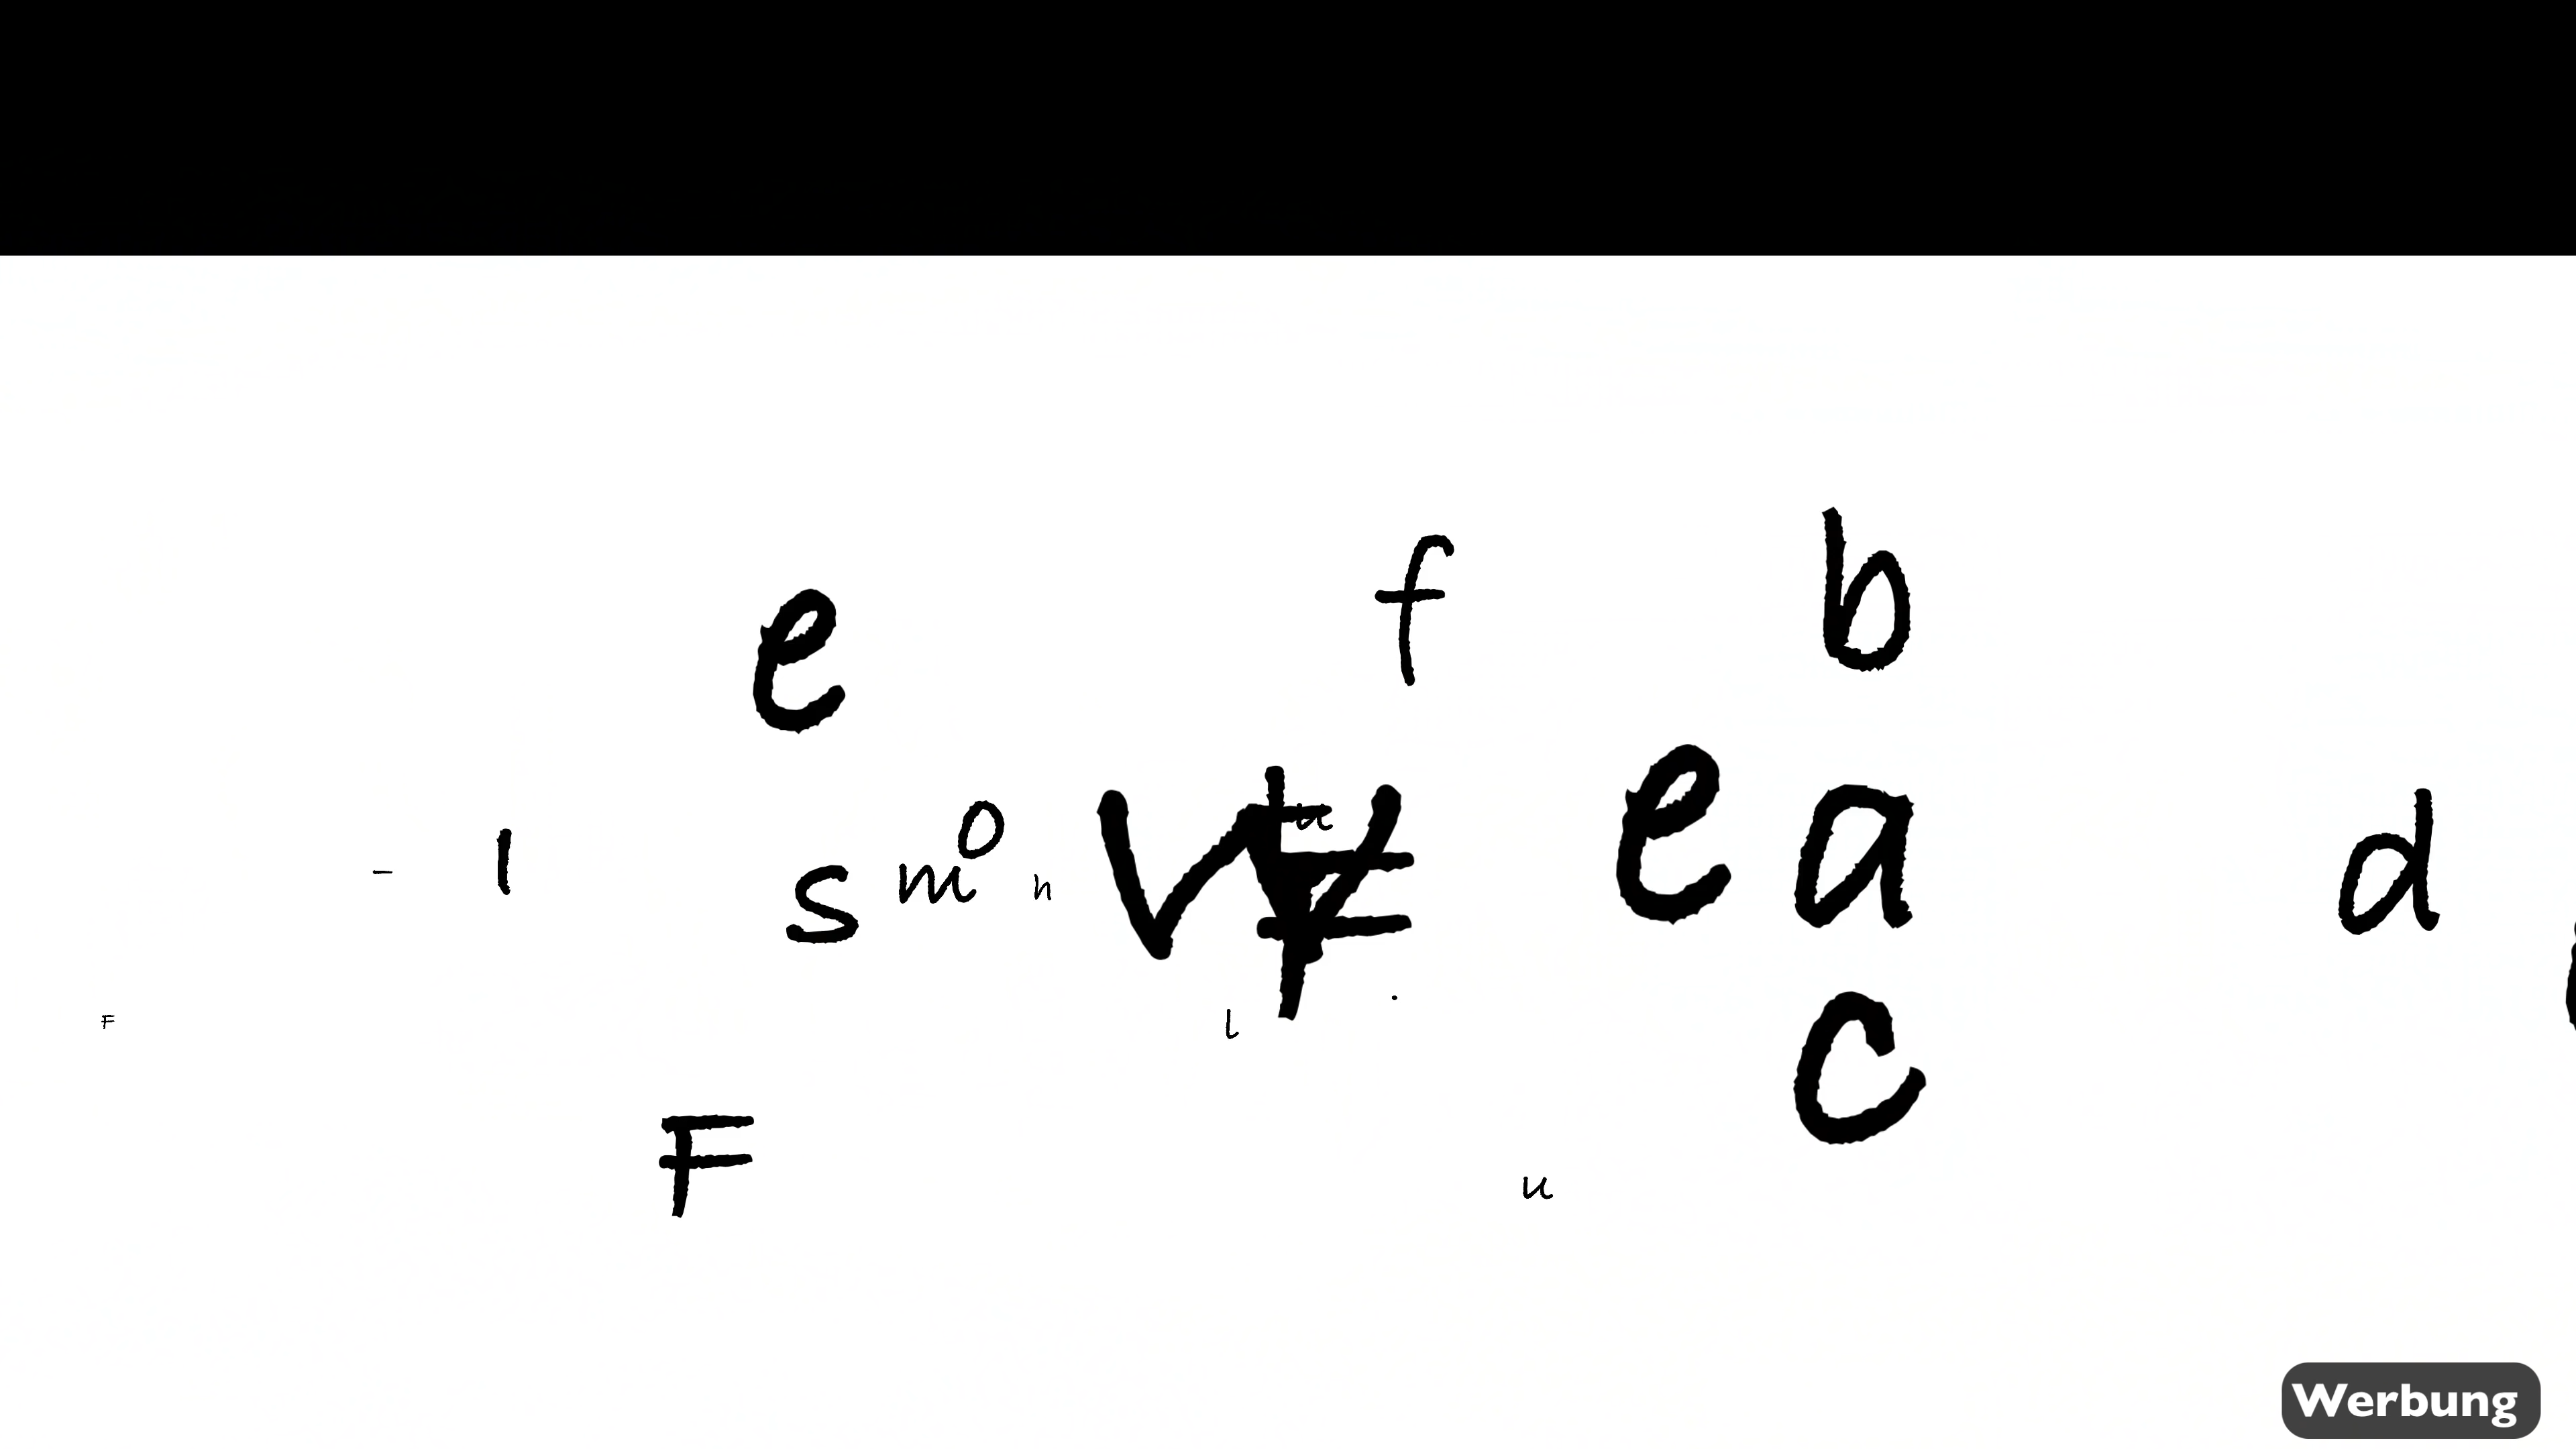 e f b
- l s m o n W F u e a d
F l . c
F u
Werbung